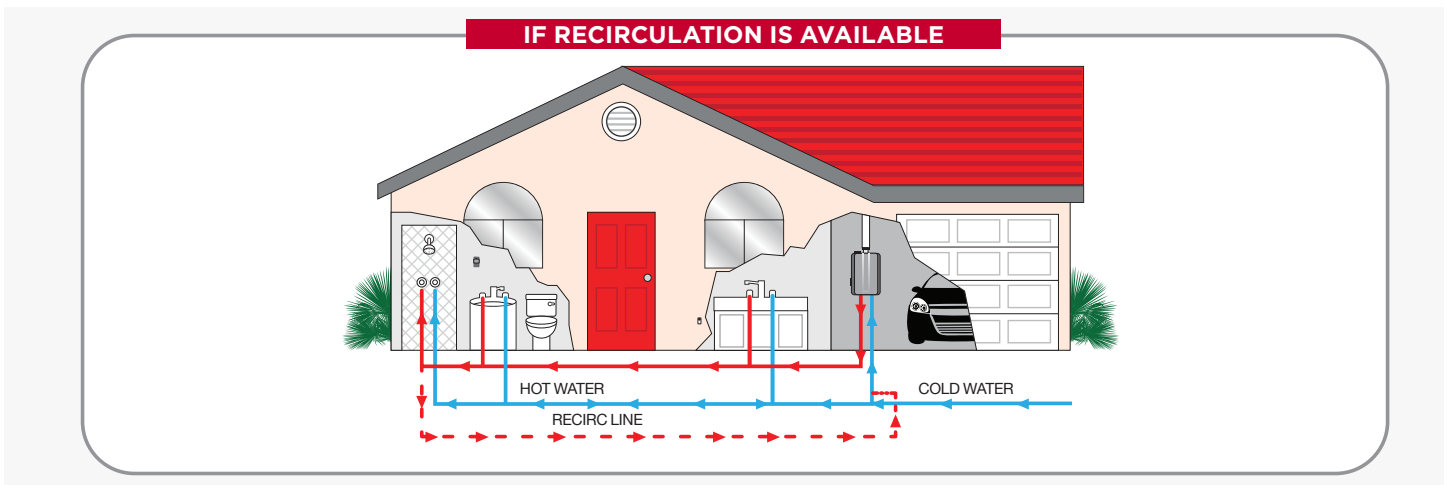 IF RECIRCULATION IS AVAILABLE
HOT WATER
COLD WATER
RECIRC LINE